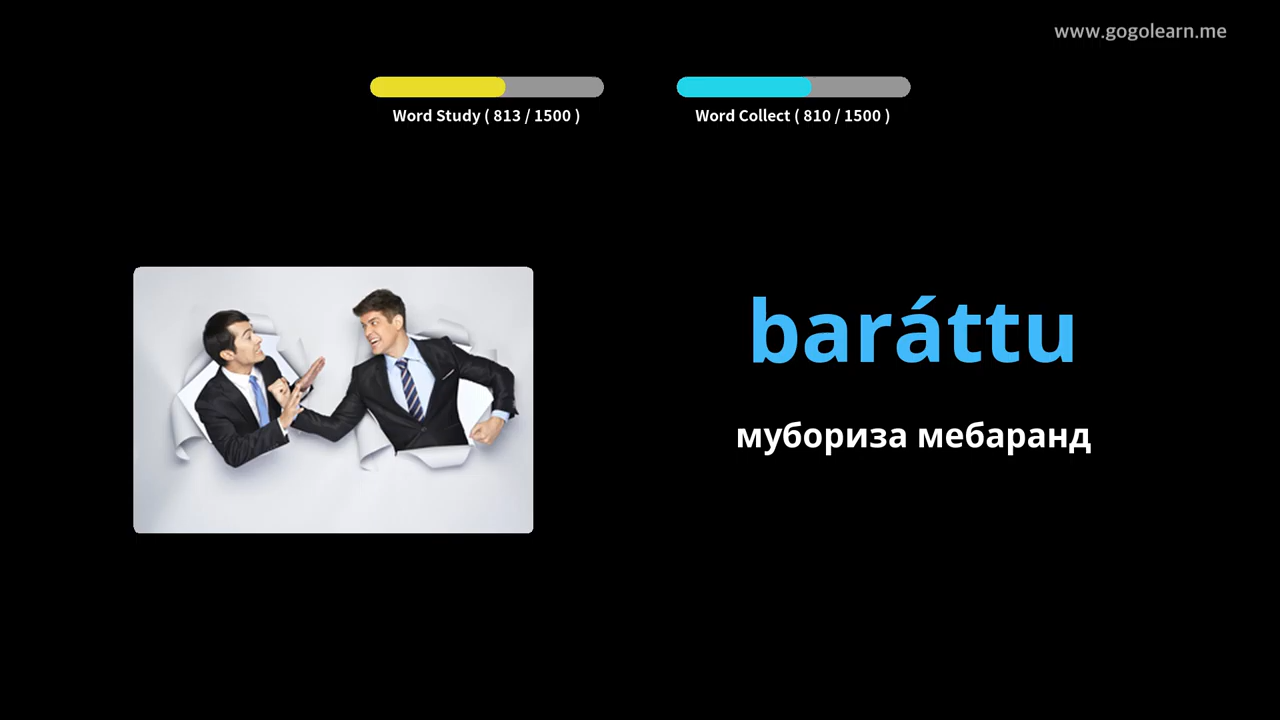 www.gogolearn.me
Word Study ( 813 / 1500 )
Word Collect ( 810 / 1500 )
baráttu
мубориза мебаранд